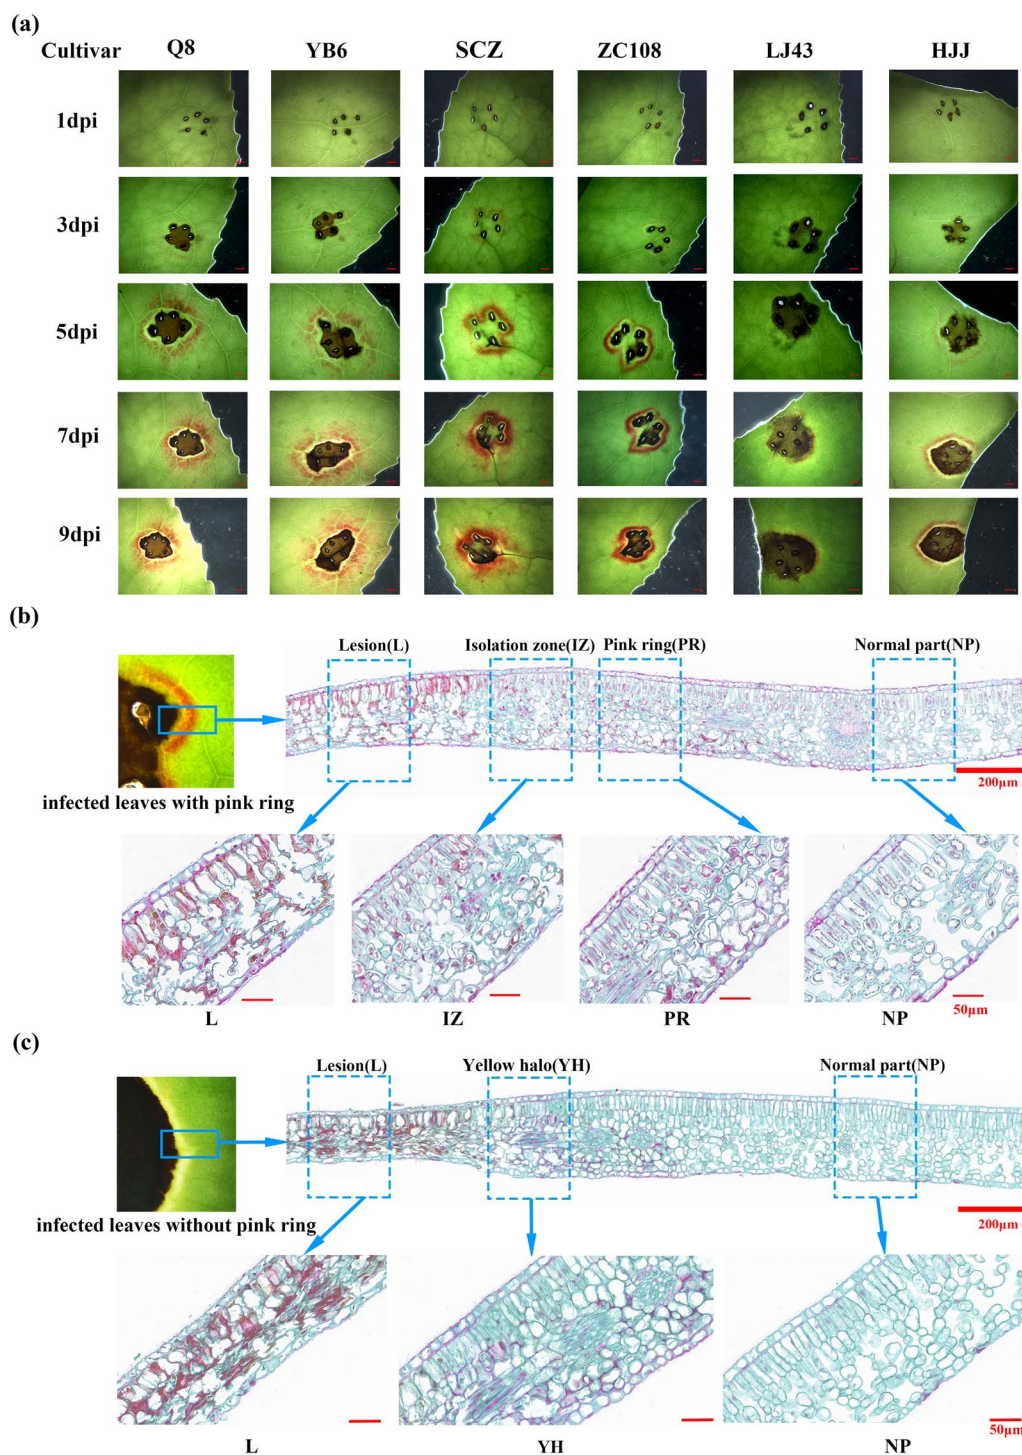 (a)
Cultivar Q8 YB6 SCZ ZC108 LJ43 HJJ
1dpi
3dpi
5dpi
7dpi
9dpi
(b)
Lesion(L) Isolation zone(IZ) Pink ring(PR) Normal part(NP)
200μm
infected leaves with pink ring
50μm
L IZ PR NP
(c)
Lesion(L) Yellow halo(YH) Normal part(NP)
200μm
infected leaves without pink ring
50μm
L YH NP